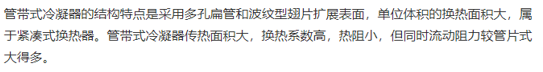 管带式冷凝器的结构特点是采用多孔扁管和波纹型翅片扩展表面，单位体积的换热面积大，属
于紧凑式换热器。管带式冷凝器传热面积大，换热系数高，热阻小，但同时流动阻力较管片式
大得多。